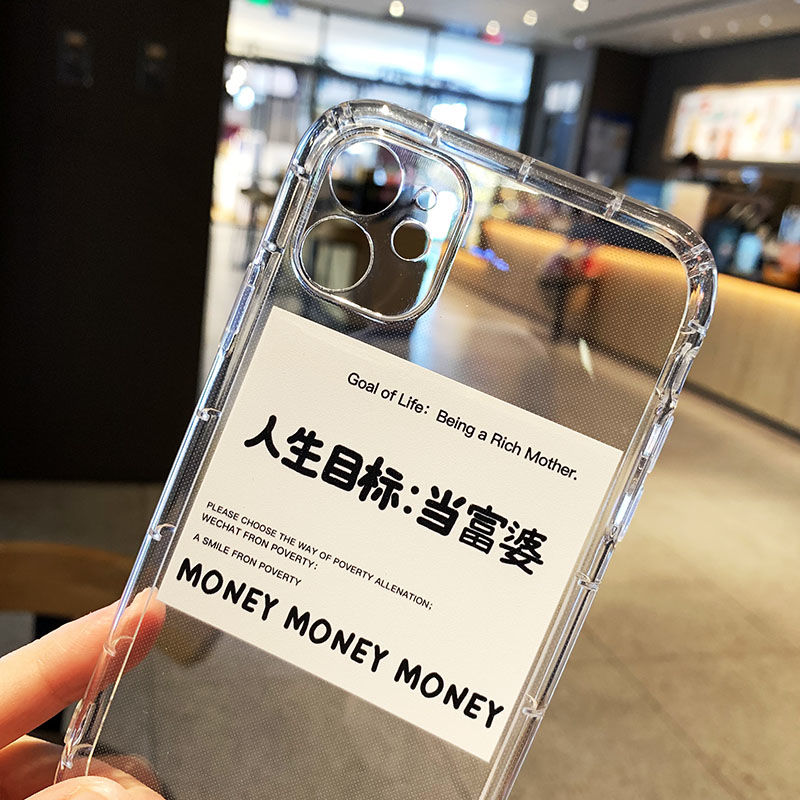 Goal of Life: Being a Rich Mother.
人生目标:当富婆
PLEASE CHOOSE THE WAY OF POVERTY ALLENATION;
WECHAT FRON POVERTY:
A SMILE FRON POVERTY
MONEY MONEY MONEY